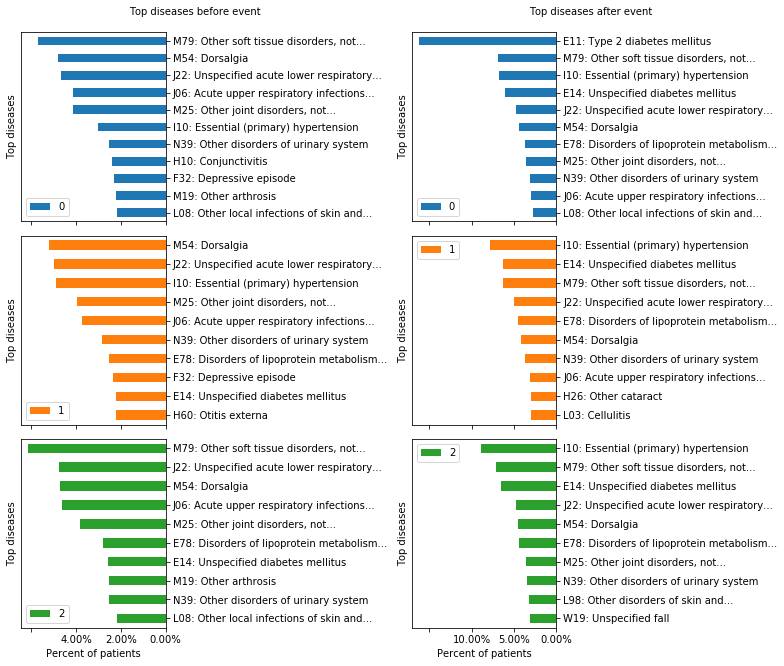 Top diseases before event
Top diseases
M79: Other soft tissue disorders, not...
M54: Dorsalgia
J22: Unspecified acute lower respiratory...
J06: Acute upper respiratory infections...
M25: Other joint disorders, not...
I10: Essential (primary) hypertension
N39: Other disorders of urinary system
H10: Conjunctivitis
F32: Depressive episode
M19: Other arthrosis
L08: Other local infections of skin and...
0
Top diseases after event
Top diseases
E11: Type 2 diabetes mellitus
M79: Other soft tissue disorders, not...
I10: Essential (primary) hypertension
E14: Unspecified diabetes mellitus
J22: Unspecified acute lower respiratory...
M54: Dorsalgia
E78: Disorders of lipoprotein metabolism...
M25: Other joint disorders, not...
N39: Other disorders of urinary system
J06: Acute upper respiratory infections...
L08: Other local infections of skin and...
0
Top diseases
M54: Dorsalgia
J22: Unspecified acute lower respiratory...
I10: Essential (primary) hypertension
M25: Other joint disorders, not...
J06: Acute upper respiratory infections...
N39: Other disorders of urinary system
E78: Disorders of lipoprotein metabolism...
F32: Depressive episode
E14: Unspecified diabetes mellitus
H60: Otitis externa
1
Top diseases
1
I10: Essential (primary) hypertension
E14: Unspecified diabetes mellitus
M79: Other soft tissue disorders, not...
J22: Unspecified acute lower respiratory...
E78: Disorders of lipoprotein metabolism...
M54: Dorsalgia
N39: Other disorders of urinary system
J06: Acute upper respiratory infections...
H26: Other cataract
L03: Cellulitis
Top diseases
M79: Other soft tissue disorders, not...
J22: Unspecified acute lower respiratory...
M54: Dorsalgia
J06: Acute upper respiratory infections...
M25: Other joint disorders, not...
E78: Disorders of lipoprotein metabolism...
E14: Unspecified diabetes mellitus
M19: Other arthrosis
N39: Other disorders of urinary system
L08: Other local infections of skin and...
2
4.00% 2.00% 0.00%
Percent of patients
Top diseases
2
I10: Essential (primary) hypertension
M79: Other soft tissue disorders, not...
E14: Unspecified diabetes mellitus
J22: Unspecified acute lower respiratory...
M54: Dorsalgia
E78: Disorders of lipoprotein metabolism...
M25: Other joint disorders, not...
N39: Other disorders of urinary system
L98: Other disorders of skin and...
W19: Unspecified fall
10.00% 5.00% 0.00%
Percent of patients